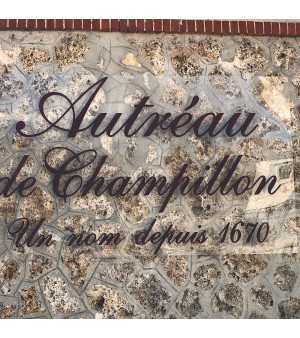 Autréau
de Champillon
Un nom depuis 1670